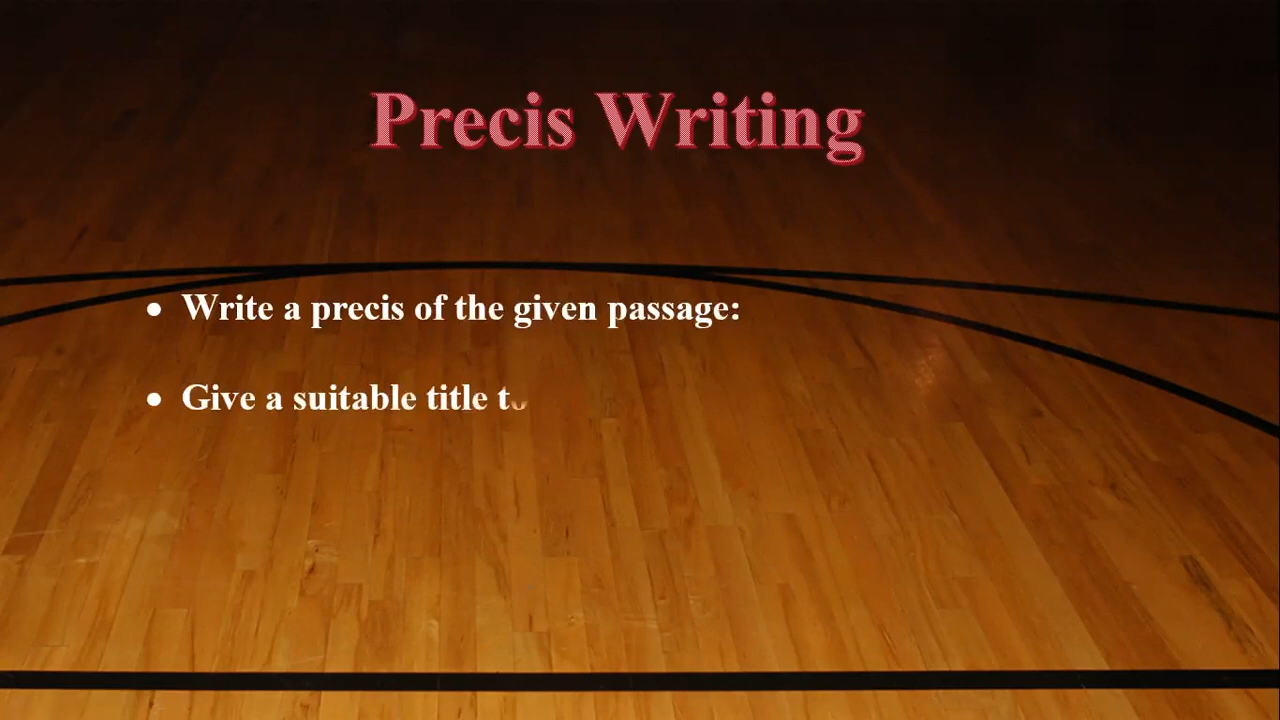 Precis Writing
• Write a precis of the given passage:
• Give a suitable title